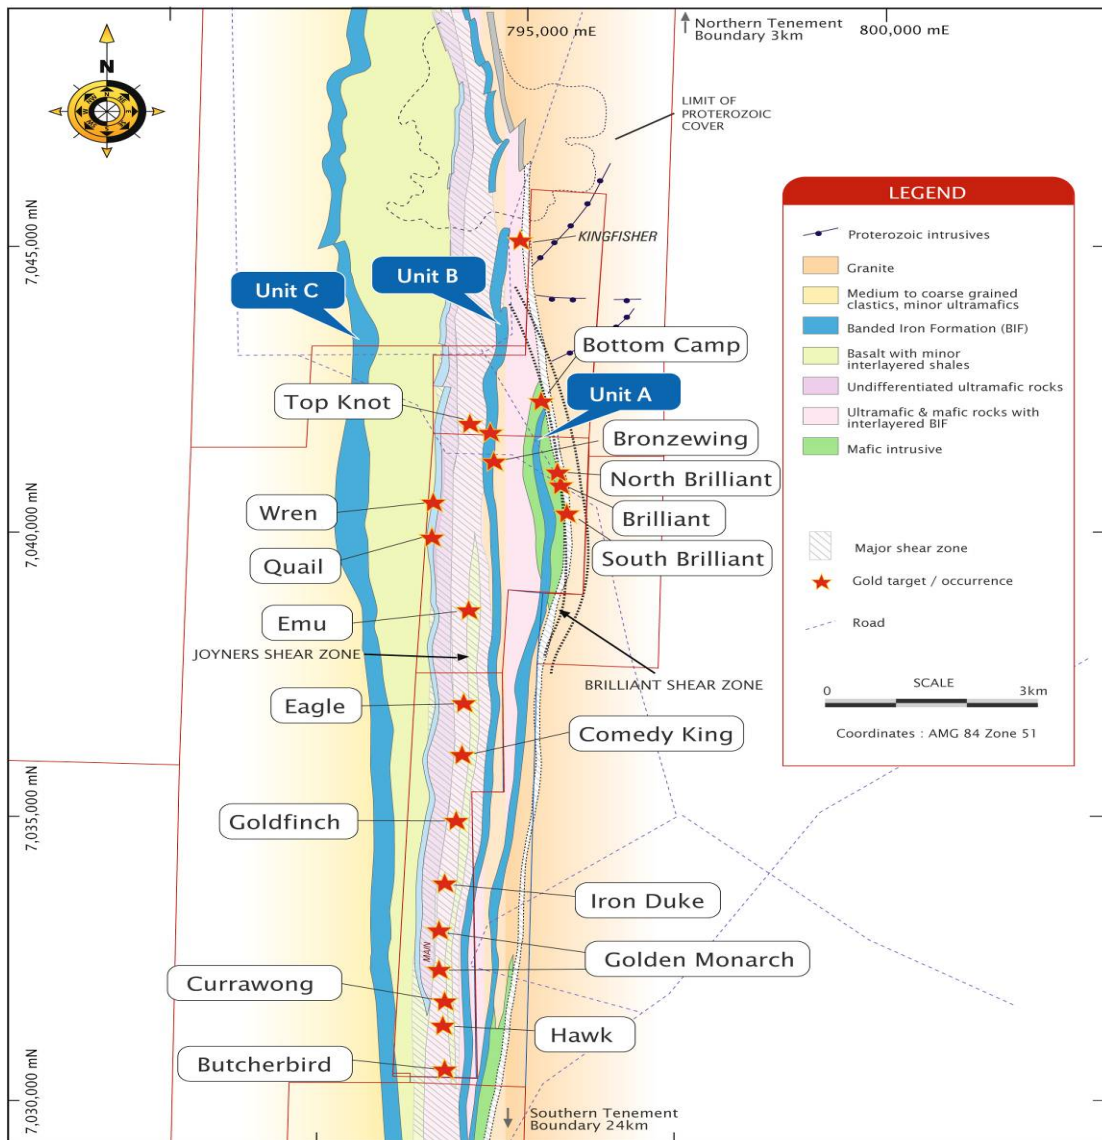 795,000 mE
Northern Tenement
Boundary 3km
800,000 mE
N
LIMIT OF
PROTEROZOIC
COVER
7,045,000 mN
KINGFISHER
Unit C
Unit B
Bottom Camp
Unit A
Top Knot
Bronzewing
North Brilliant
Wren
Brilliant
7,040,000 mN
Quail
South Brilliant
Emu
JOYNERS SHEAR ZONE
BRILLIANT SHEAR ZONE
Eagle
Comedy King
7,035,000 mN
Goldfinch
Iron Duke
MAIN
Golden Monarch
Currawong
Hawk
Butcherbird
7,030,000 mN
Southern Tenement
Boundary 24km
LEGEND
Proterozoic intrusives
Granite
Medium to coarse grained
clastics, minor ultramafics
Banded Iron Formation (BIF)
Basalt with minor
interlayered shales
Undifferentiated ultramafic rocks
Ultramafic & mafic rocks with
interlayered BIF
Mafic intrusive
Major shear zone
Gold target / occurrence
Road
SCALE
0 3km
Coordinates : AMG 84 Zone 51